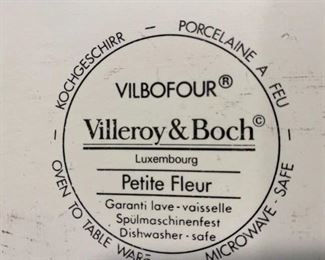 KOCHGESCHIRR — PORCELAINE A FEU —
VILBOFOUR®
Villeroy & Boch©
Luxembourg
Petite Fleur
Garanti lave - vaisselle
Spülmaschinenfest
Dishwasher - safe
OVEN TO TABLE WARE — MICROWAVE - SAFE —